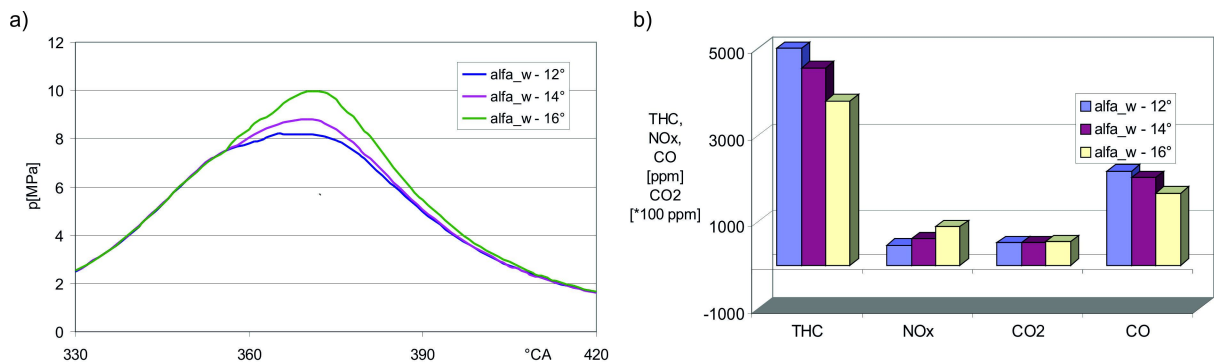 a)
12
10
8
6
4
2
0
p[MPa]
alfa_w - 12°
alfa_w - 14°
alfa_w - 16°
330
360
390
°CA
420
b)
5000
3000
1000
-1000
THC,
NOx,
CO
[ppm]
CO2
[*100 ppm]
alfa_w - 12°
alfa_w - 14°
alfa_w - 16°
THC
NOx
CO2
CO